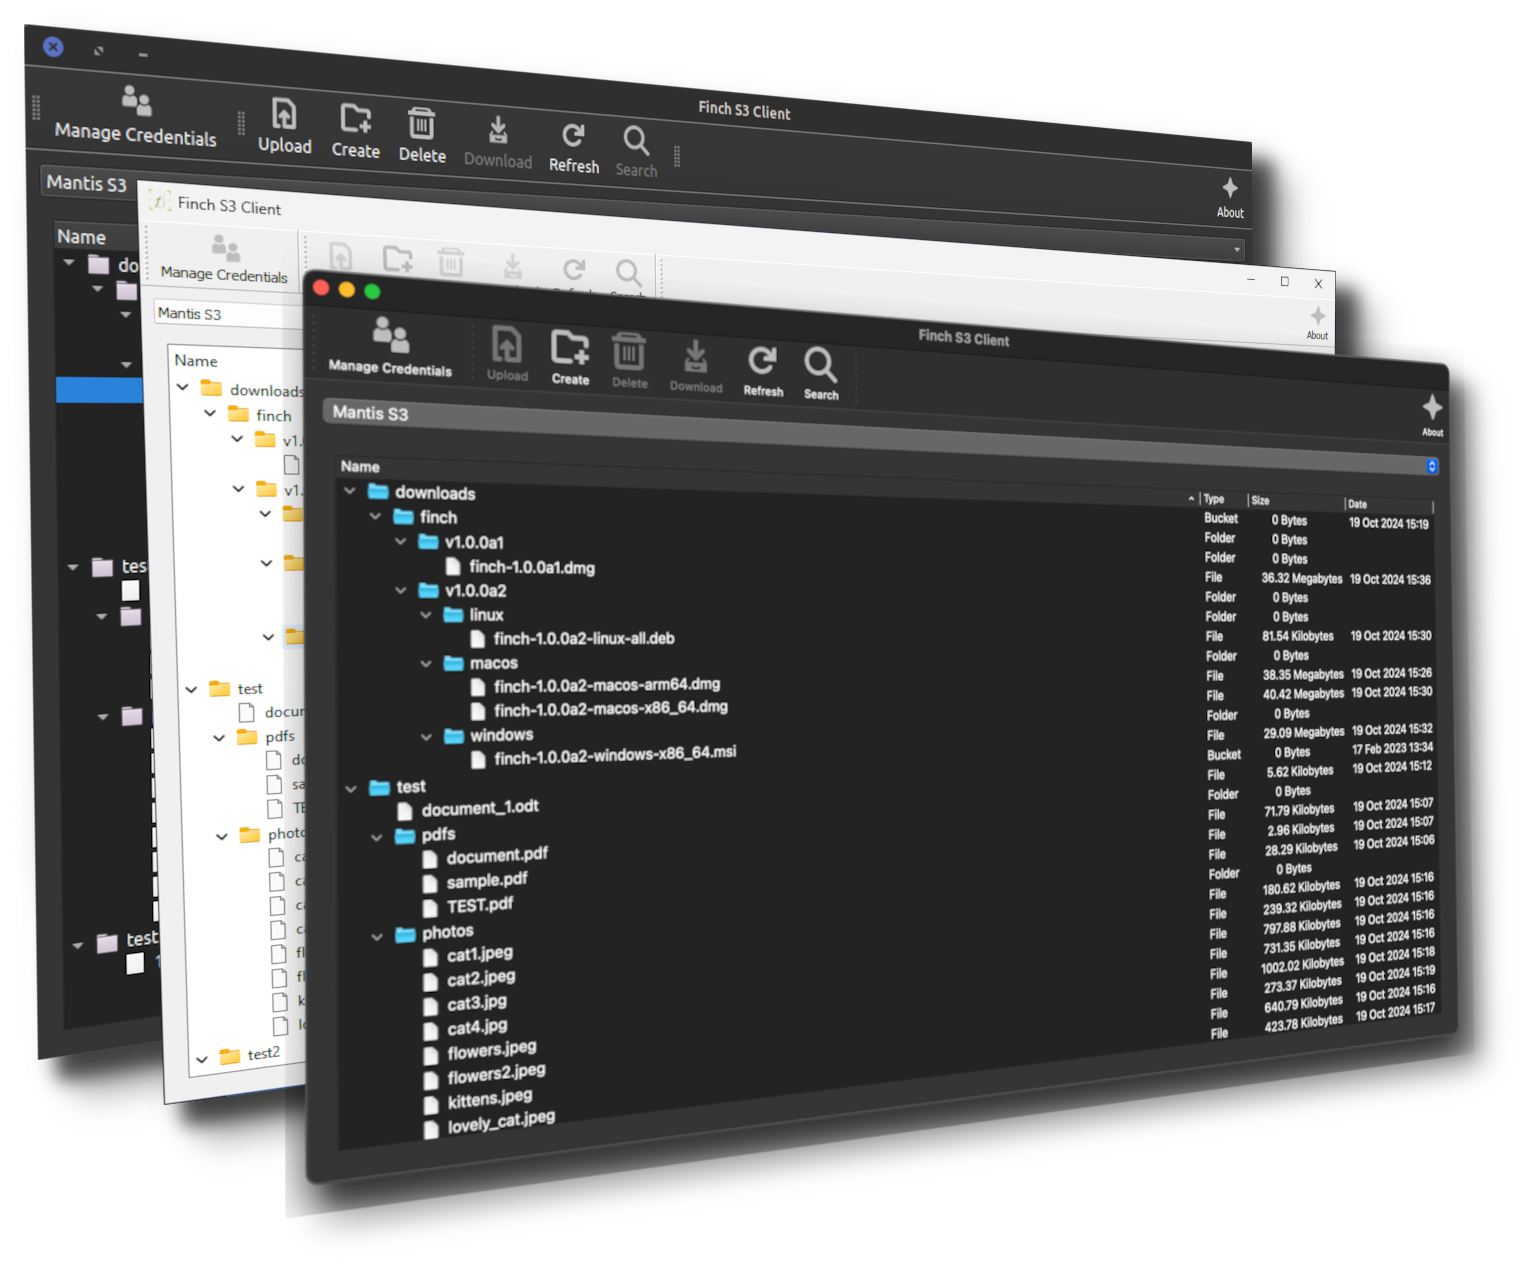 Finch S3 Client
Manage Credentials
Upload
Create
Delete
Download
Refresh
Search
About
Mantis S3
Name
Finch S3 Client
Manage Credentials
About
Mantis S3
Name
downloads
finch
test
pdfs
test2
Finch S3 Client
Manage Credentials
Upload
Create
Delete
Download
Refresh
Search
About
Mantis S3
Name Type Size Date
downloads Bucket 0 Bytes 19 Oct 2024 15:19
finch Folder 0 Bytes
v1.0.0a1 Folder 0 Bytes
finch-1.0.0a1.dmg File 36.32 Megabytes 19 Oct 2024 15:36
v1.0.0a2 Folder 0 Bytes
linux Folder 0 Bytes
finch-1.0.0a2-linux-all.deb File 81.54 Kilobytes 19 Oct 2024 15:30
macos Folder 0 Bytes
finch-1.0.0a2-macos-arm64.dmg File 38.35 Megabytes 19 Oct 2024 15:26
finch-1.0.0a2-macos-x86_64.dmg File 40.42 Megabytes 19 Oct 2024 15:30
windows Folder 0 Bytes
finch-1.0.0a2-windows-x86_64.msi File 29.09 Megabytes 19 Oct 2024 15:32
test Bucket 0 Bytes 17 Feb 2023 13:34
document_1.odt File 5.62 Kilobytes 19 Oct 2024 15:12
pdfs Folder 0 Bytes
document.pdf File 71.79 Kilobytes 19 Oct 2024 15:07
sample.pdf File 2.96 Kilobytes 19 Oct 2024 15:07
TEST.pdf File 28.29 Kilobytes 19 Oct 2024 15:06
photos Folder 0 Bytes
cat1.jpeg File 180.62 Kilobytes 19 Oct 2024 15:16
cat2.jpeg File 239.32 Kilobytes 19 Oct 2024 15:16
cat3.jpg File 797.88 Kilobytes 19 Oct 2024 15:16
cat4.jpg File 731.35 Kilobytes 19 Oct 2024 15:16
flowers.jpeg File 1002.02 Kilobytes 19 Oct 2024 15:18
flowers2.jpeg File 273.37 Kilobytes 19 Oct 2024 15:19
kittens.jpeg File 640.79 Kilobytes 19 Oct 2024 15:16
lovely_cat.jpeg File 423.78 Kilobytes 19 Oct 2024 15:17